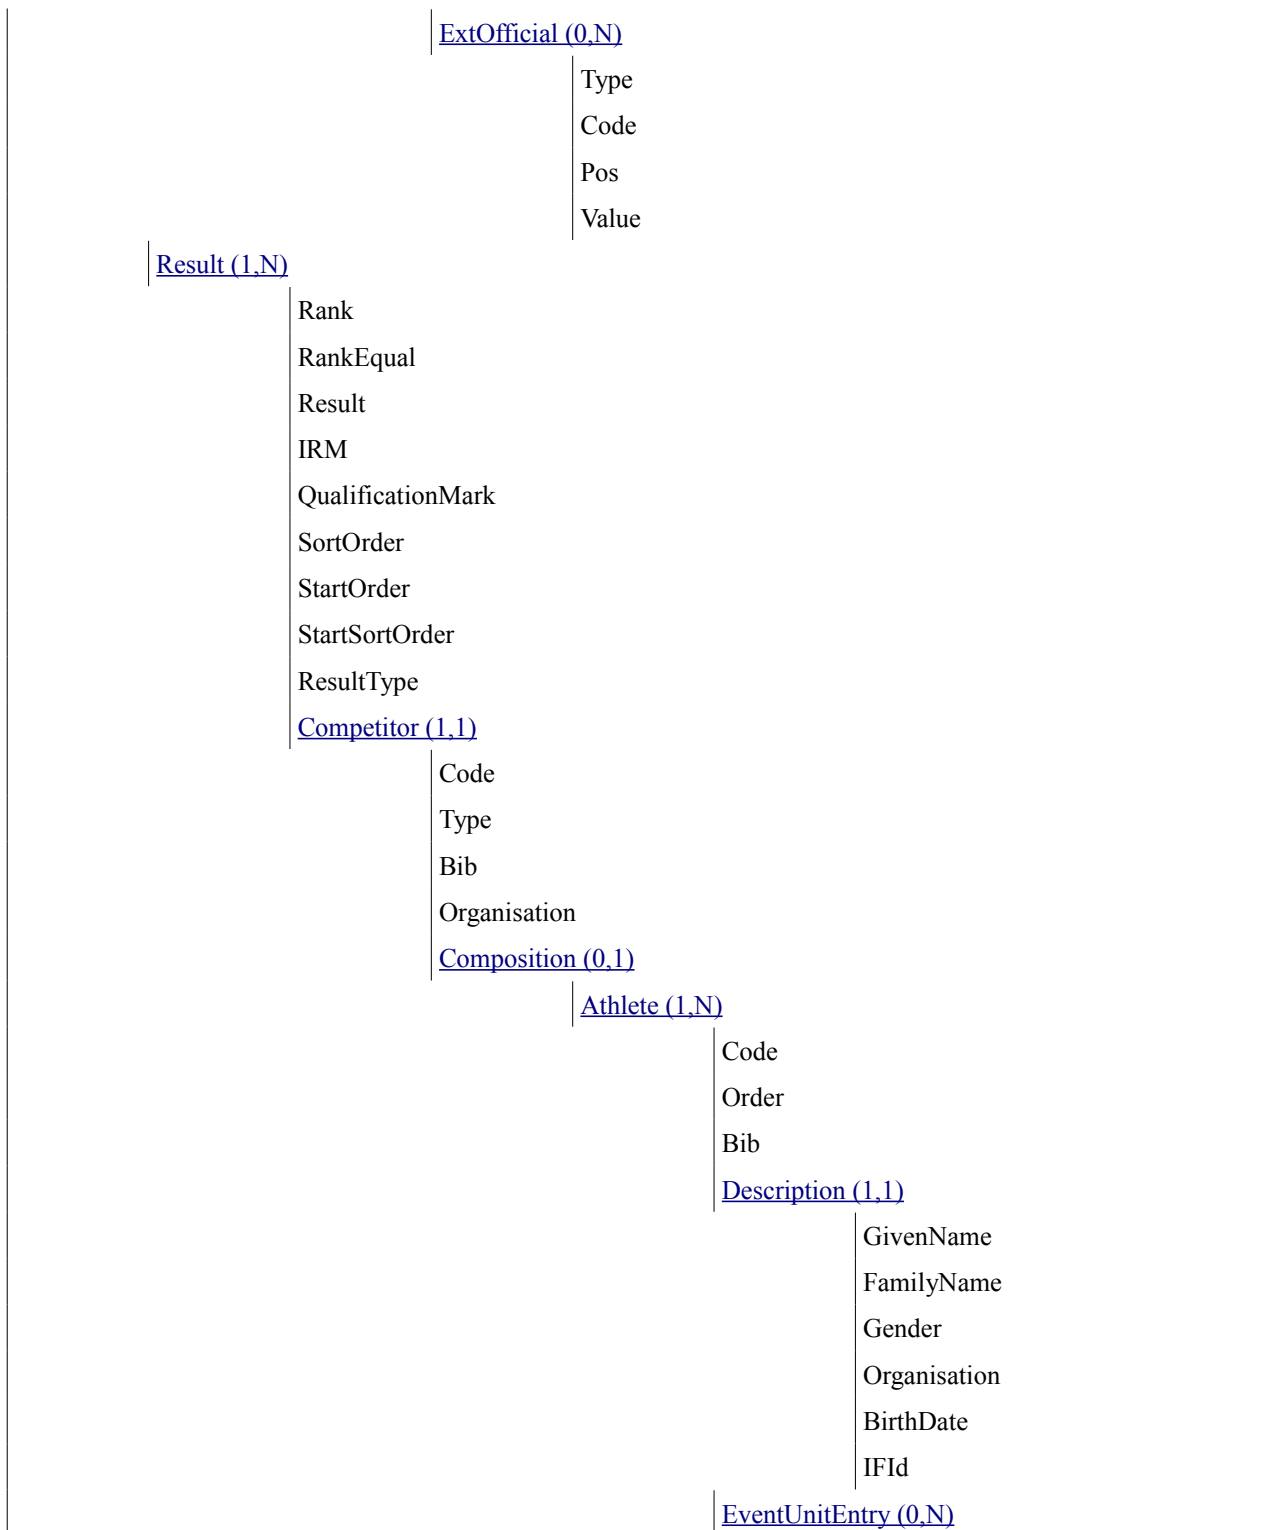 ExtOfficial (0,N)
Type
Code
Pos
Value
Result (1,N)
Rank
RankEqual
Result
IRM
QualificationMark
SortOrder
StartOrder
StartSortOrder
ResultType
Competitor (1,1)
Code
Type
Bib
Organisation
Composition (0,1)
Athlete (1,N)
Code
Order
Bib
Description (1,1)
GivenName
FamilyName
Gender
Organisation
BirthDate
IFId
EventUnitEntry (0,N)